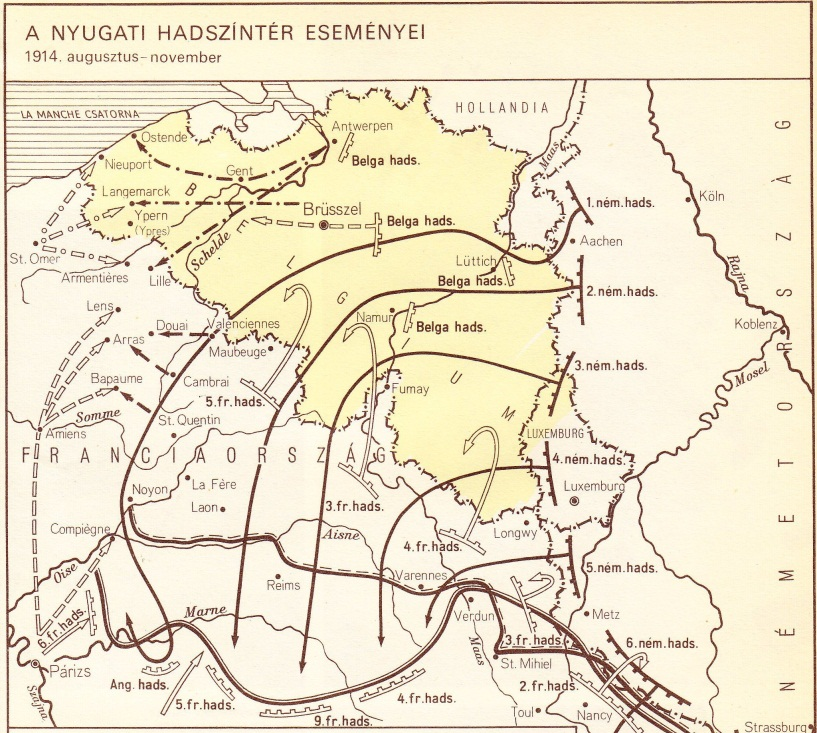 A NYUGATI HADSZÍNTÉR ESEMÉNYEI
1914. augusztus–november
LA MANCHE CSATORNA
HOLLANDIA
Ostende
Antwerpen
Belga hads.
Nieuport
Gent
Maas
Langemarck
B
1.ném.hads.
Köln
Ypern
(Ypres)
Brüsszel
Belga hads.
E
Schelde
St. Omer
Aachen
Armentières
Lille
L
Lüttich
Belga hads.
Rajna
G
2.ném.hads.
Lens
Namur
Belga hads.
Douai
Valenciennes
Koblenz
Arras
Maubeuge
I
3.ném.hads.
Mosel
Bapaume
Cambrai
Fumay
U
5.fr.hads.
Somme
St. Quentin
M
Amiens
LUXEMBURG
FRANCIAORSZÁG
4.ném.hads.
Noyon
La Fère
Luxemburg
Laon
3.fr.hads.
Compiègne
Aisne
Longwy
4.fr.hads.
Oise
Varennes
5.ném.hads.
Reims
6.fr.hads.
Marne
Verdun
Metz
3.fr.hads.
6.ném.hads.
Párizs
Maas
St. Mihiel
Ang. hads.
2.fr.hads.
Szajna
5.fr.hads.
4.fr.hads.
9.fr.hads.
Toul
Nancy
Strassburg
NÉMETORSZÁG